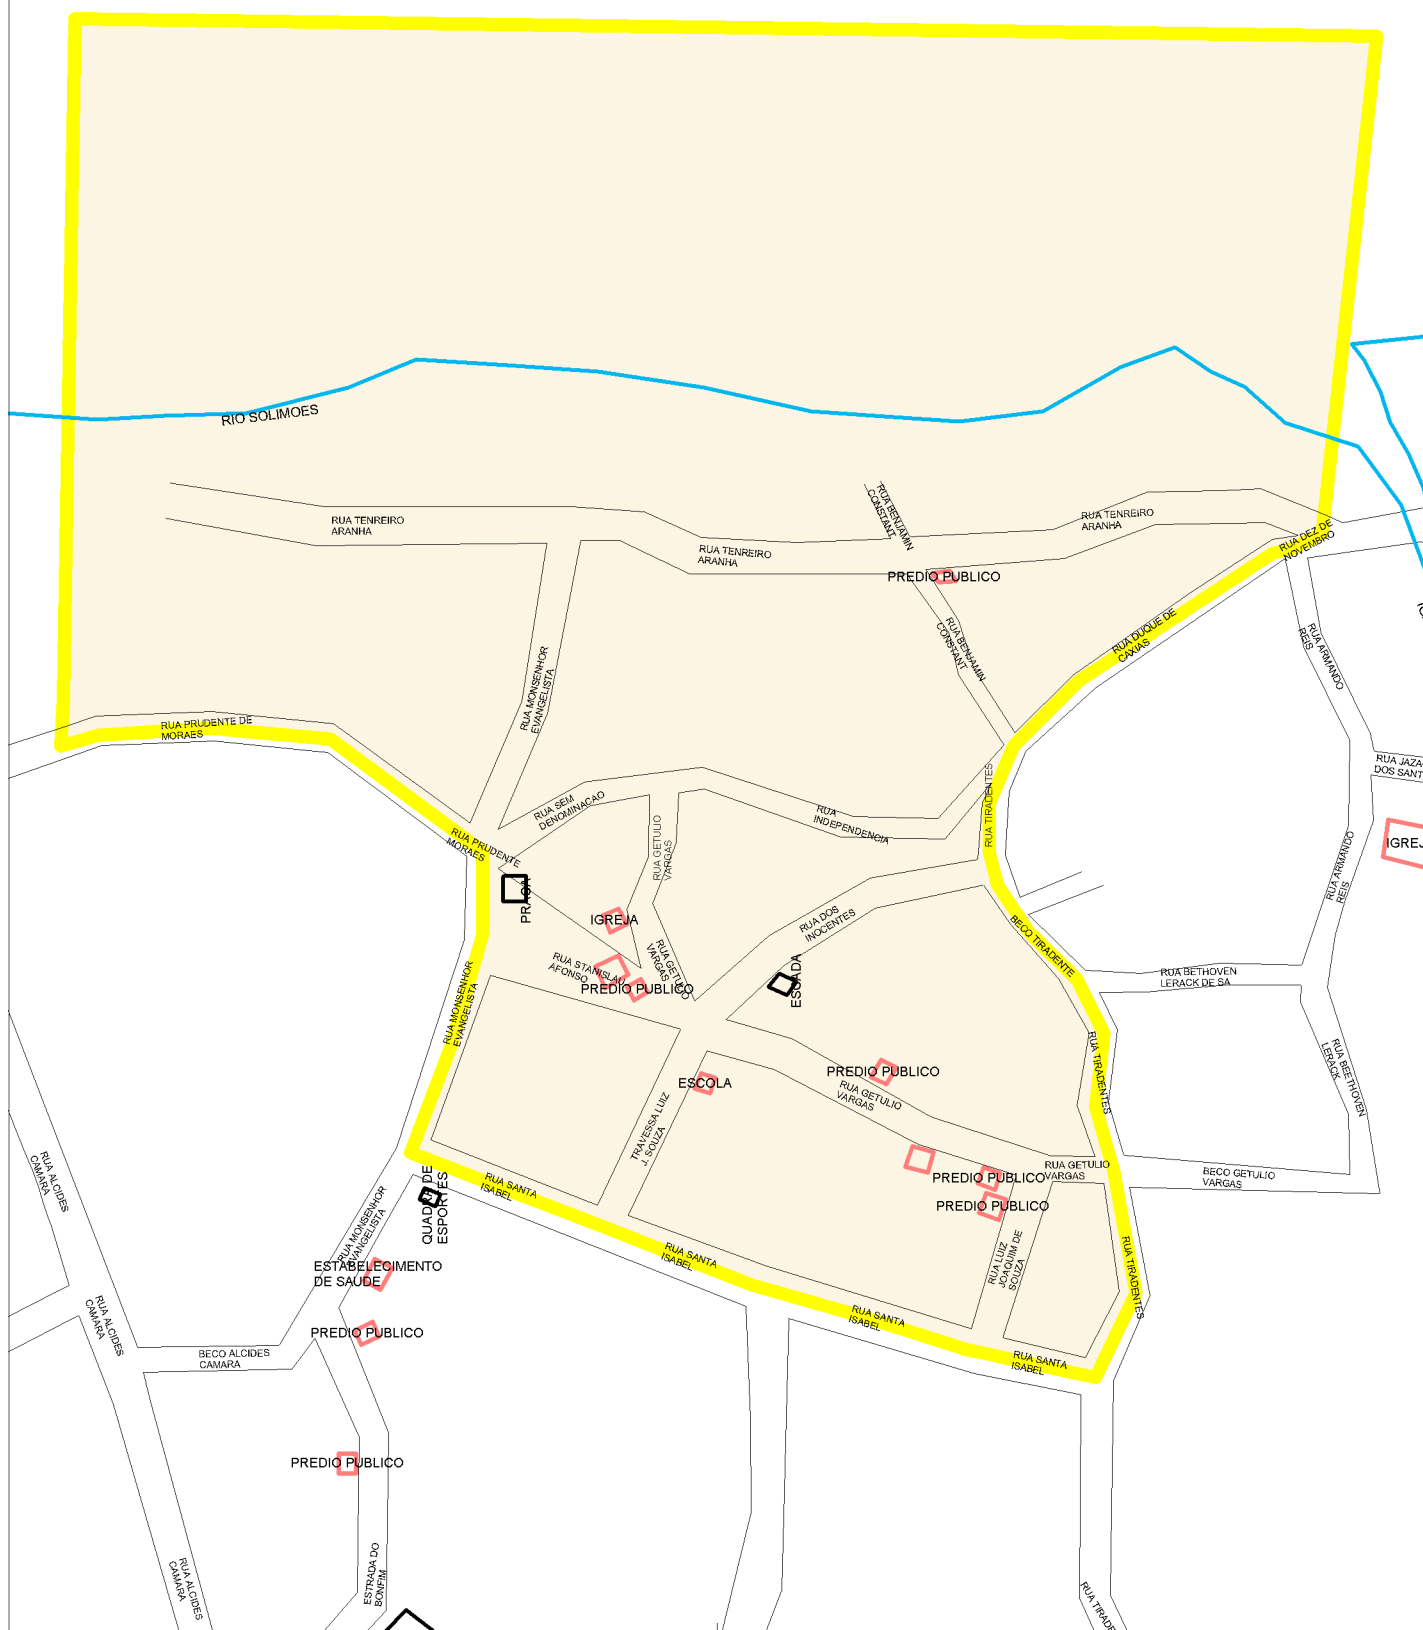 RIO SOLIMOES
RUA TENREIRO
ARANHA
RUA TENREIRO
ARANHA
RUA BENJAMIN
CONSTANT
RUA TENREIRO
ARANHA
RUA DEZ DE
NOVEMBRO
PREDIO PUBLICO
RUA BENJAMIN
CONSTANT
RUA DUQUE DE
CAXIAS
RUA ARMANDO
REIS
RUA MONSENHOR
EVANGELISTA
RUA PRUDENTE DE
MORAES
RUA JAZA
DOS SANT
RUA TIRADENTES
RUA SEM
DENOMINACAO
RUA
INDEPENDENCIA
RUA PRUDENTE
MORAES
RUA GETULIO
VARGAS
IGREJ
RUA ARMANDO
REIS
PRACA
IGREJA
RUA DOS
INOCENTES
BECO TIRADENTE
RUA STANISLAU
AFONSO
RUA GETULIO
VARGAS
PREDIO PUBLICO
ESCADA
RUA BETHOVEN
LERACK DE SA
RUA MONSENHOR
EVANGELISTA
RUA TIRADENTES
RUA BEETHOVEN
LERACK
ESCOLA
PREDIO PUBLICO
RUA GETULIO
VARGAS
TRAVESSA LUIZ
J. SOUZA
RUA ALCIDES
CAMARA
QUADRA DE
ESPORTES
RUA SANTA
ISABEL
PREDIO PUBLICO
RUA GETULIO
VARGAS
BECO GETULIO
VARGAS
PREDIO PUBLICO
RUA MONSENHOR
EVANGELISTA
RUA SANTA
ISABEL
RUA LUIZ
JOAQUIM DE
SOUZA
RUA TIRADENTES
ESTABELECIMENTO
DE SAUDE
RUA ALCIDES
CAMARA
PREDIO PUBLICO
RUA SANTA
ISABEL
BECO ALCIDES
CAMARA
RUA SANTA
ISABEL
PREDIO PUBLICO
RUA ALCIDES
CAMARA
ESTRADA DO
BONFIM
RUA TIRADE